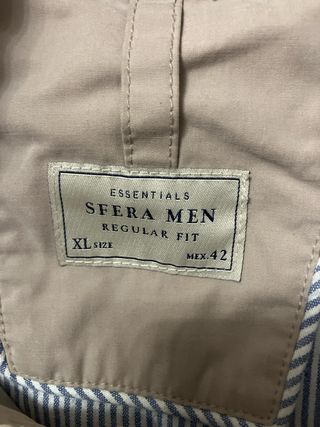 ESSENTIALS
SFERA MEN
REGULAR FIT
XL SIZE MEX.42